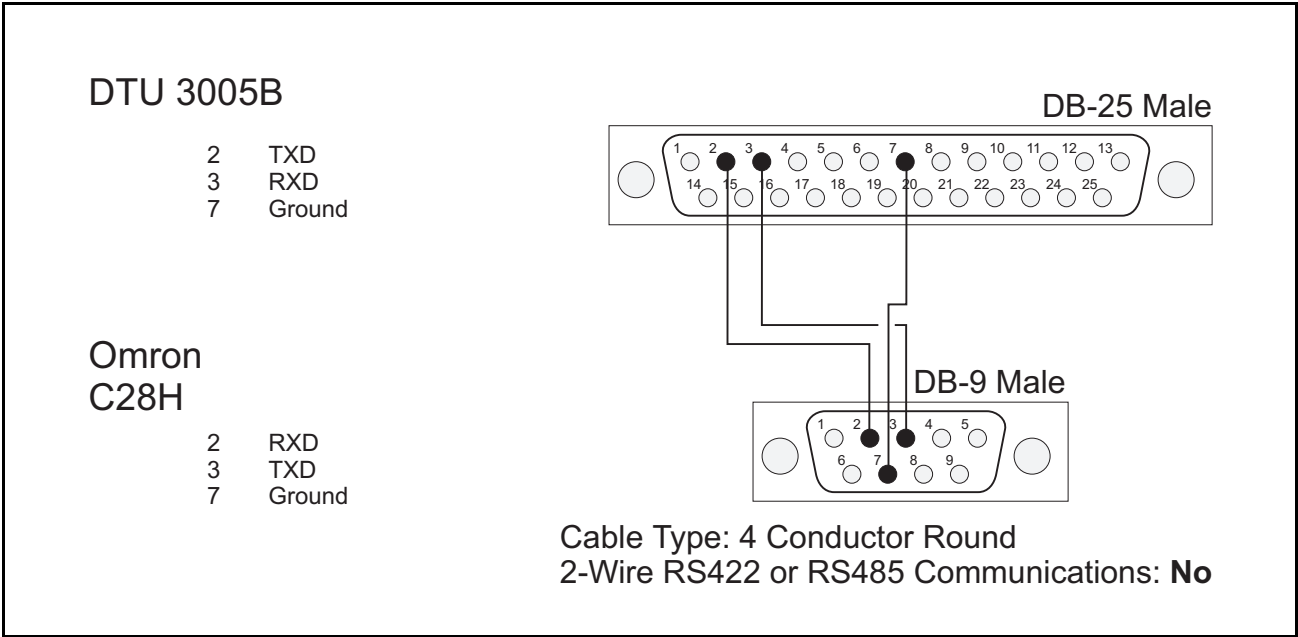 DTU 3005B
2 TXD
3 RXD
7 Ground
DB-25 Male
1 2 3 4 5 6 7 8 9 10 11 12 13
14 15 16 17 18 19 20 21 22 23 24 25
Omron
C28H
2 RXD
3 TXD
7 Ground
DB-9 Male
1 2 3 4 5
6 7 8 9
Cable Type: 4 Conductor Round
2-Wire RS422 or RS485 Communications: No